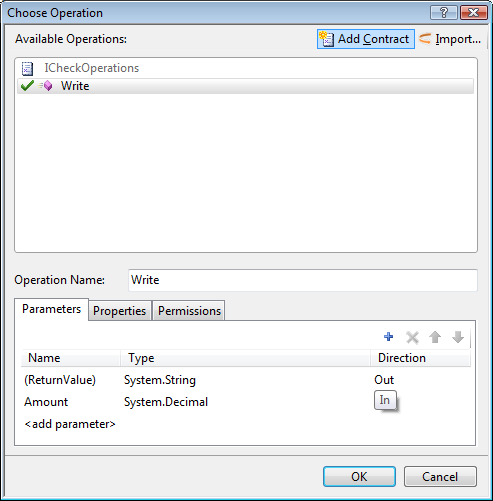 Choose Operation
Available Operations: Add Contract Import...
ICheckOperations
Write
Operation Name: Write
Parameters Properties Permissions
Name Type Direction
(ReturnValue) System.String Out
Amount System.Decimal In
<add parameter>
OK Cancel